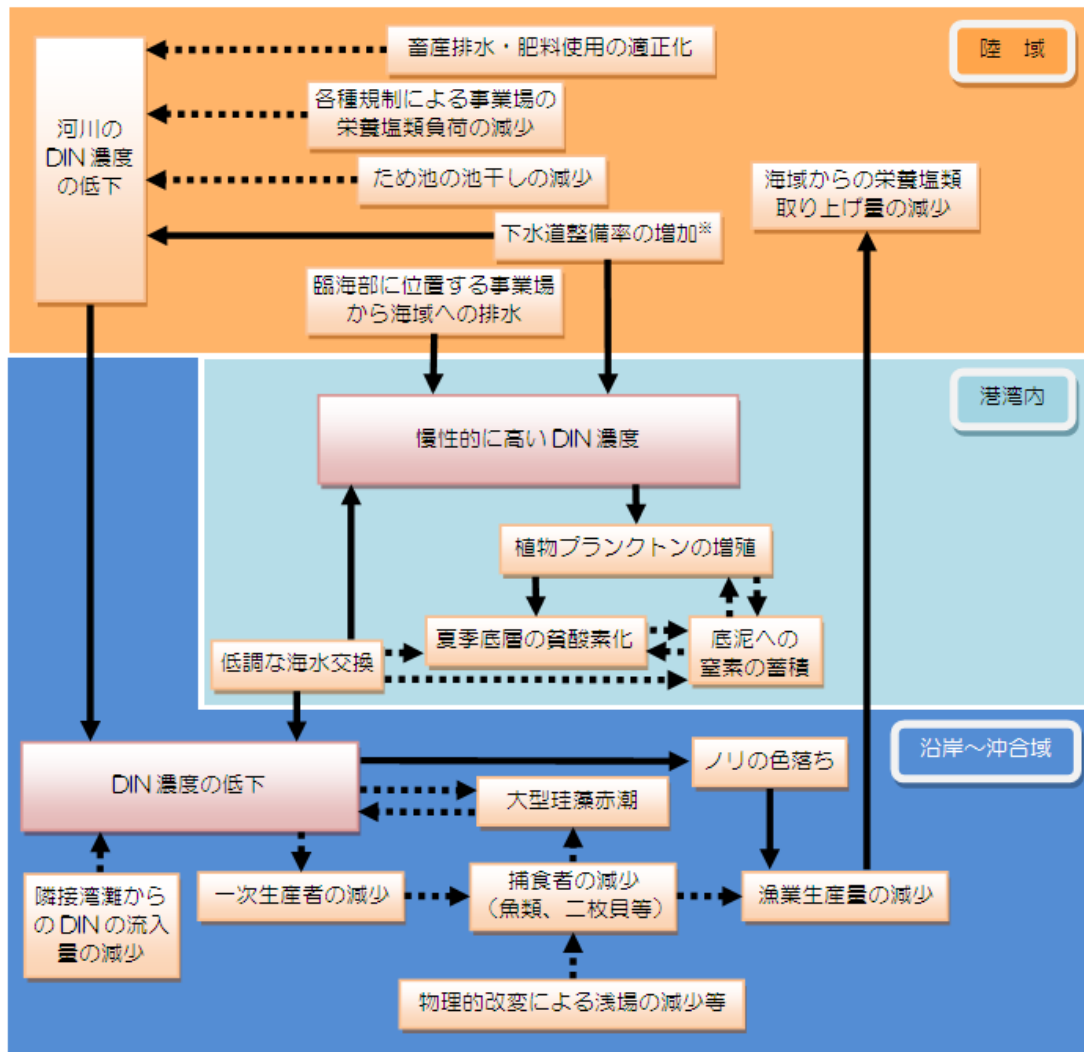 陸 域
畜産排水・肥料使用の適正化
河川の
DIN 濃度
の低下
各種規制による事業場の
栄養塩類負荷の減少
ため池の池干しの減少
海域からの栄養塩類
取り上げ量の減少
下水道整備率の増加※
臨海部に位置する事業場
から海域への排水
港湾内
慢性的に高い DIN 濃度
植物プランクトンの増殖
夏季底層の貧酸素化
底泥への
窒素の蓄積
低調な海水交換
沿岸～沖合域
DIN 濃度の低下
ノリの色落ち
大型珪藻赤潮
隣接湾灘から
の DIN の流入
量の減少
一次生産者の減少
捕食者の減少
（魚類、二枚貝等）
漁業生産量の減少
物理的改変による浅場の減少等